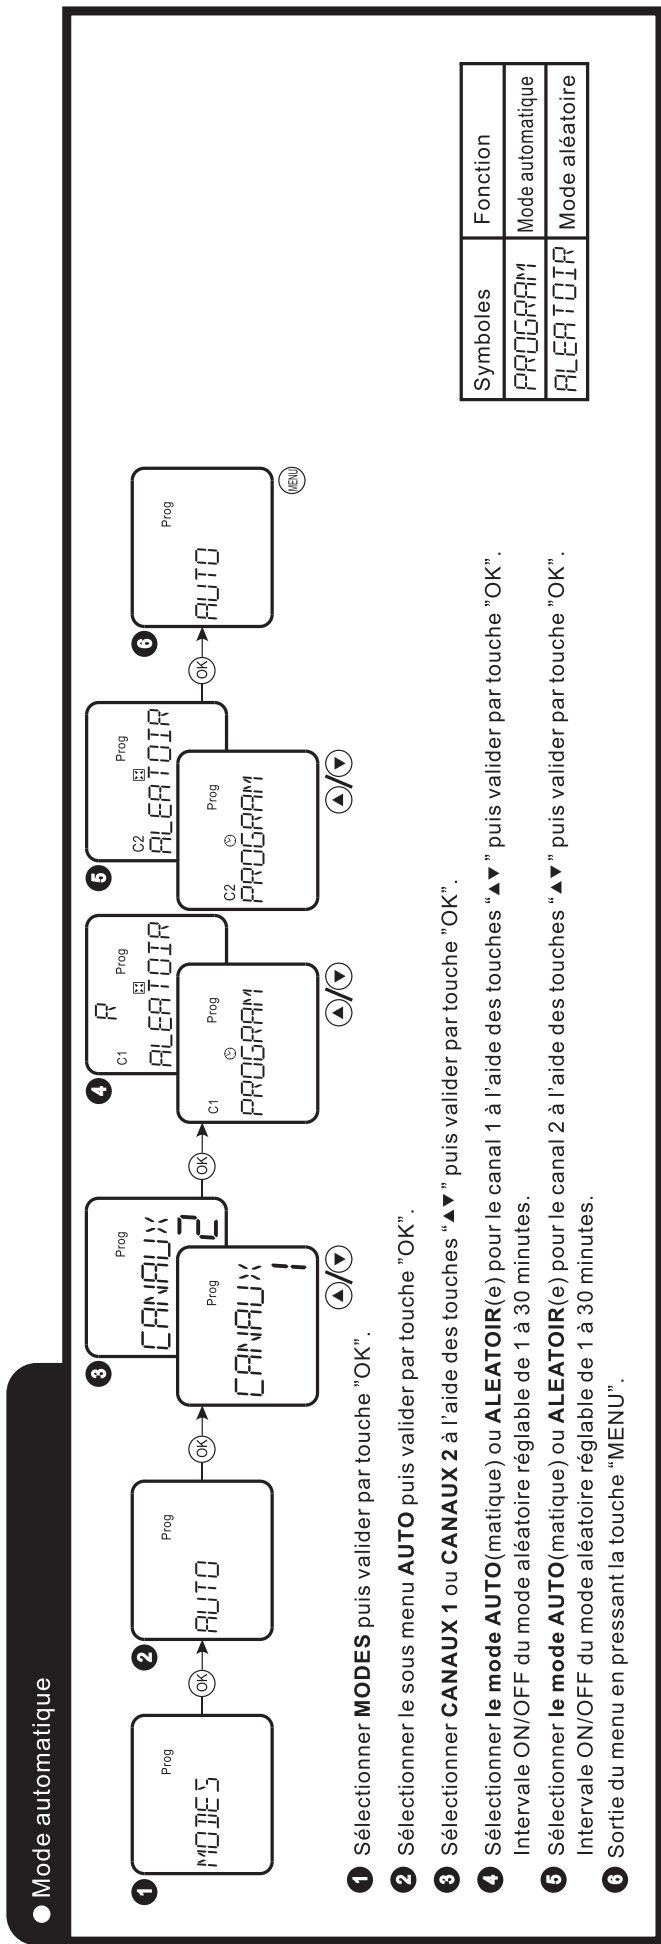 ● Mode automatique
1
Prog
MODES
OK
2
Prog
AUTO
OK
3
Prog
CANAUX
2
Prog
CANAUX
1
▲/▼
OK
4
R
C1 Prog
ALEATOIR
C1 Prog
PROGRAM
▲/▼
5
C2 Prog
ALEATOIR
C2 Prog
PROGRAM
▲/▼
OK
6
Prog
AUTO
MENU
1 Sélectionner MODES puis valider par touche ”OK”.
2 Sélectionner le sous menu AUTO puis valider par touche ”OK”.
3 Sélectionner CANAUX 1 ou CANAUX 2 à l’aide des touches “▲▼” puis valider par touche ”OK”.
4 Sélectionner le mode AUTO(matique) ou ALEATOIR(e) pour le canal 1 à l’aide des touches “▲▼” puis valider par touche ”OK”.
Intervale ON/OFF du mode aléatoire réglable de 1 à 30 minutes.
5 Sélectionner le mode AUTO(matique) ou ALEATOIR(e) pour le canal 2 à l’aide des touches “▲▼” puis valider par touche ”OK”.
Intervale ON/OFF du mode aléatoire réglable de 1 à 30 minutes.
6 Sortie du menu en pressant la touche “MENU”.
Symboles Fonction
PROGRAM Mode automatique
ALEATOIR Mode aléatoire